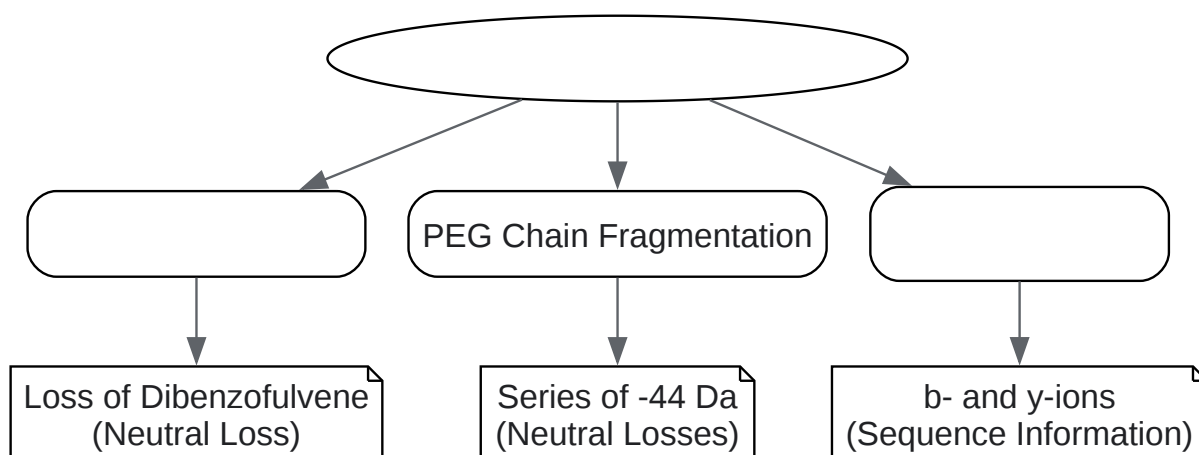 PEG Chain Fragmentation
Loss of Dibenzofulvene
(Neutral Loss)
Series of -44 Da
(Neutral Losses)
b- and y-ions
(Sequence Information)